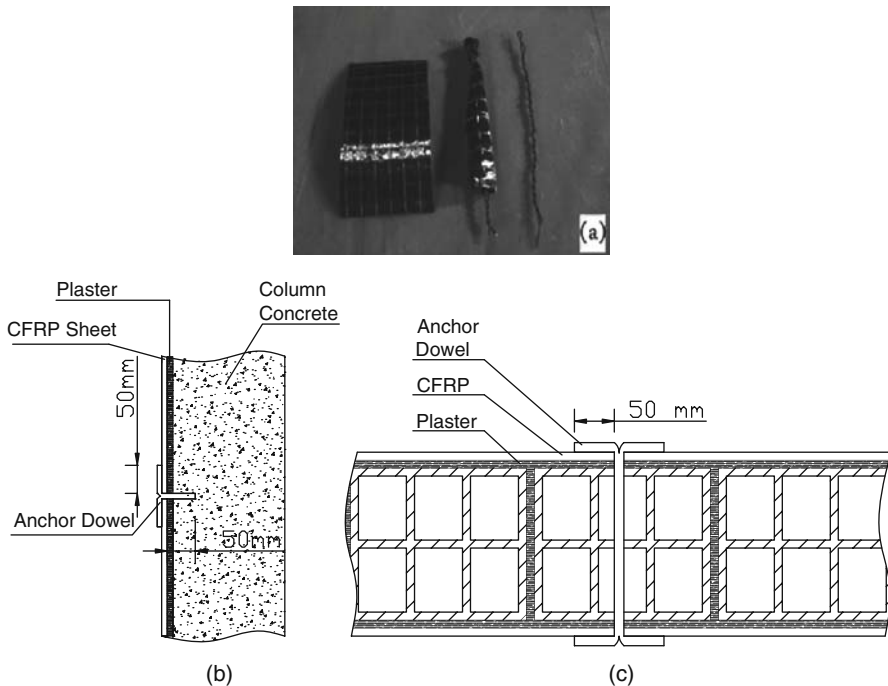 (a)
Plaster
CFRP Sheet
Column
Concrete
50mm
Anchor Dowel
50mm
(b)
Anchor
Dowel
CFRP
Plaster
50 mm
(c)